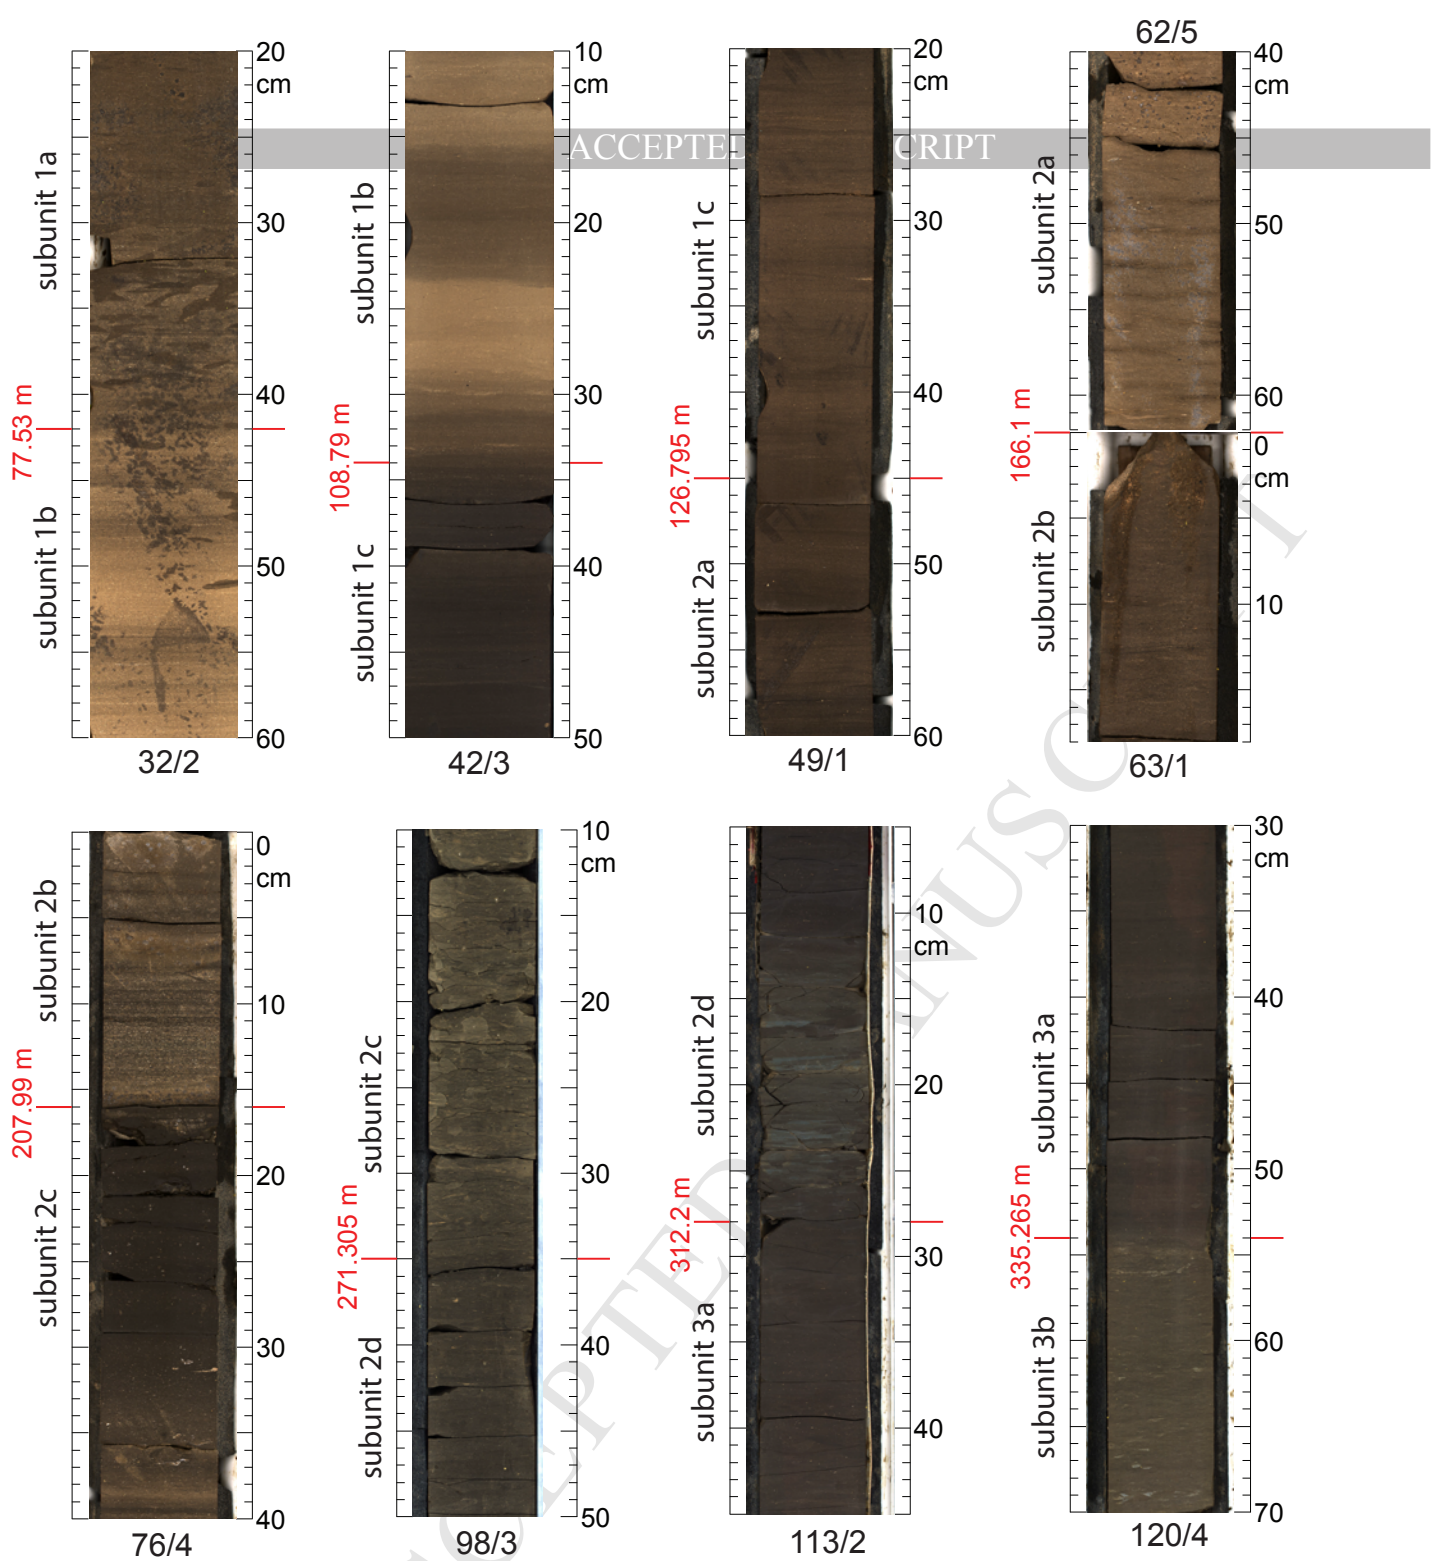 62/5
20
cm
30
40
50
60
subunit 1a
77.53 m
subunit 1b
32/2
10
cm
20
30
40
50
subunit 1b
108.79 m
subunit 1c
42/3
20
cm
30
40
50
60
subunit 1c
126.795 m
subunit 2a
49/1
40
cm
50
60
0
cm
10
subunit 2a
166.1 m
subunit 2b
63/1
ACCEPTED
CRIPT
0
cm
10
20
30
40
subunit 2b
207.99 m
subunit 2c
76/4
10
cm
20
30
40
50
subunit 2c
271.305 m
subunit 2d
98/3
10
cm
20
30
40
subunit 2d
312.2 m
subunit 3a
113/2
30
cm
40
50
60
70
subunit 3a
335.265 m
subunit 3b
120/4